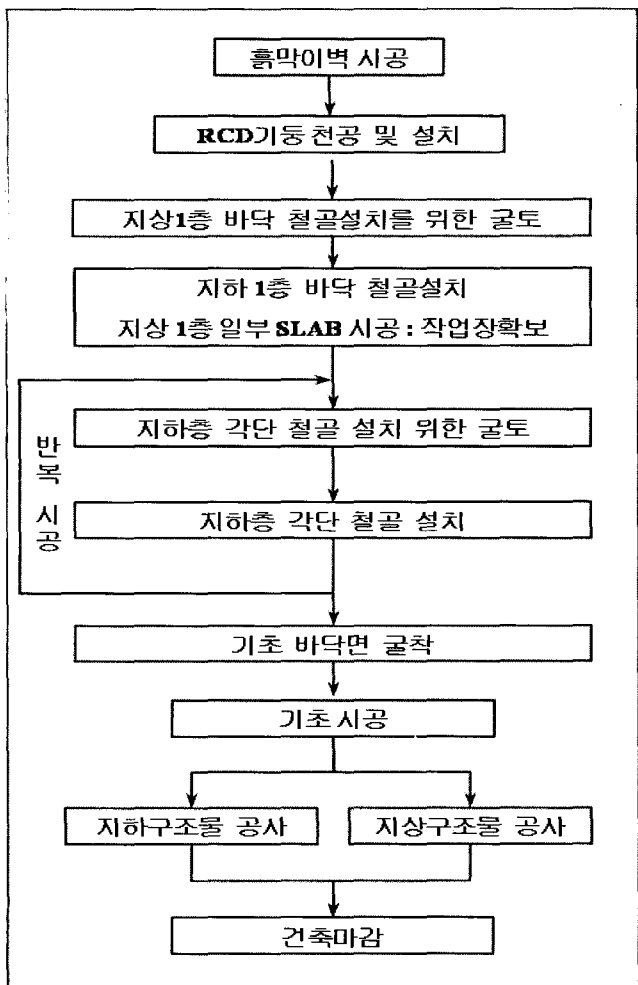 흙막이벽 시공
RCD기둥 천공 및 설치
지상1층 바닥 철골설치를 위한 굴토
지하 1층 바닥 철골설치
지상 1층 일부 SLAB 시공 : 작업장확보
반복 시공
지하층 각단 철골 설치 위한 굴토
지하층 각단 철골 설치
기초 바닥면 굴착
기초 시공
지하구조물 공사
지상구조물 공사
건축마감